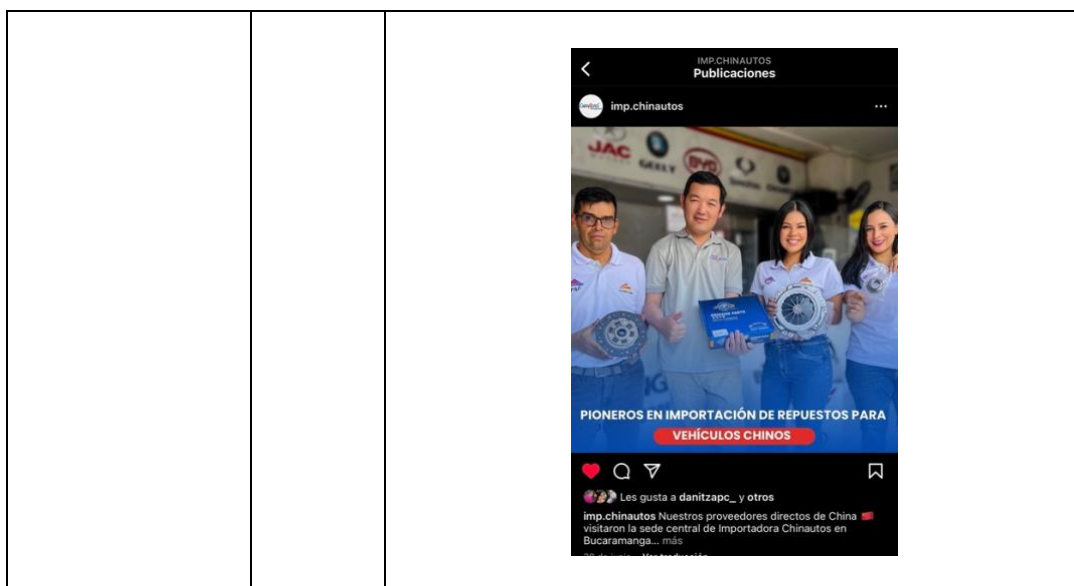 IMP.CHINAUTOS
Publicaciones
imp.chinautos
JAC
GEELY
BYD
PIONEROS EN IMPORTACIÓN DE REPUESTOS PARA
VEHÍCULOS CHINOS
Les gusta a danitzapc_ y otros
imp.chinautos Nuestros proveedores directos de China 🇨🇳
visitaron la sede central de Importadora Chinautos en
Bucaramanga... más